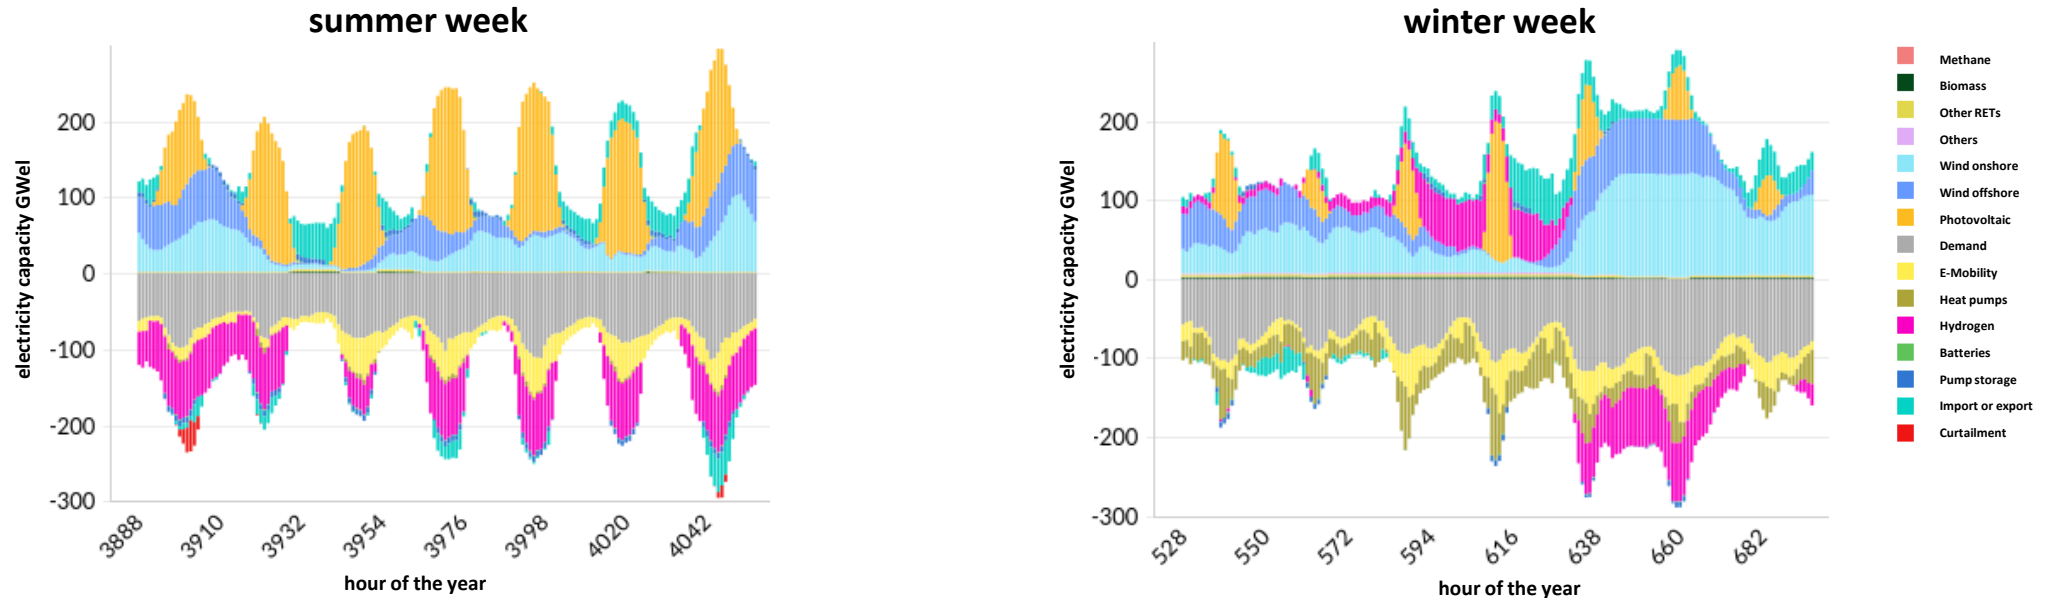 summer week
winter week
electricity capacity GWel
200
100
0
-100
-200
-300
3888
3910
3932
3954
3976
3998
4020
4042
hour of the year
electricity capacity GWel
200
100
0
-100
-200
-300
528
550
572
594
616
638
660
682
hour of the year
Methane
Biomass
Other RETs
Others
Wind onshore
Wind offshore
Photovoltaic
Demand
E-Mobility
Heat pumps
Hydrogen
Batteries
Pump storage
Import or export
Curtailment